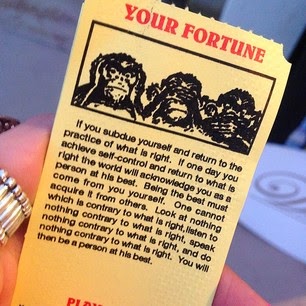 YOUR FORTUNE
If you subdue yourself and return to the
practice of what is right. If one day you
achieve self-control and return to what is
right the world will acknowledge you as a
person at his best. Being the best must
come from you yourself. One cannot
acquire it from others. Look at nothing
which is contrary to what is right,listen to
nothing contrary to what is right, speak
nothing contrary to what is right, and do
nothing contrary to what is right. You will
then be a person at his best.